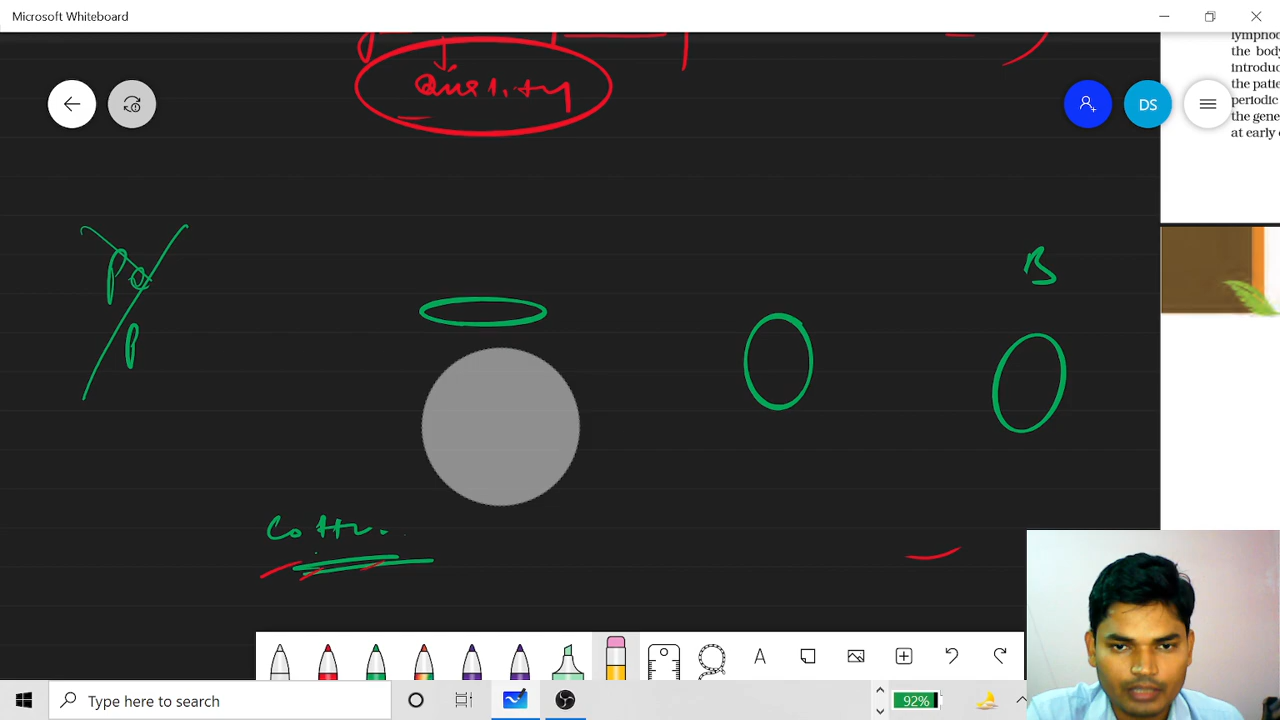 Microsoft Whiteboard
lymphoc
the body
introduc
the patie
periodic
the gene
at early e
Quality
DS
B
Po
P
A
Type here to search
92%